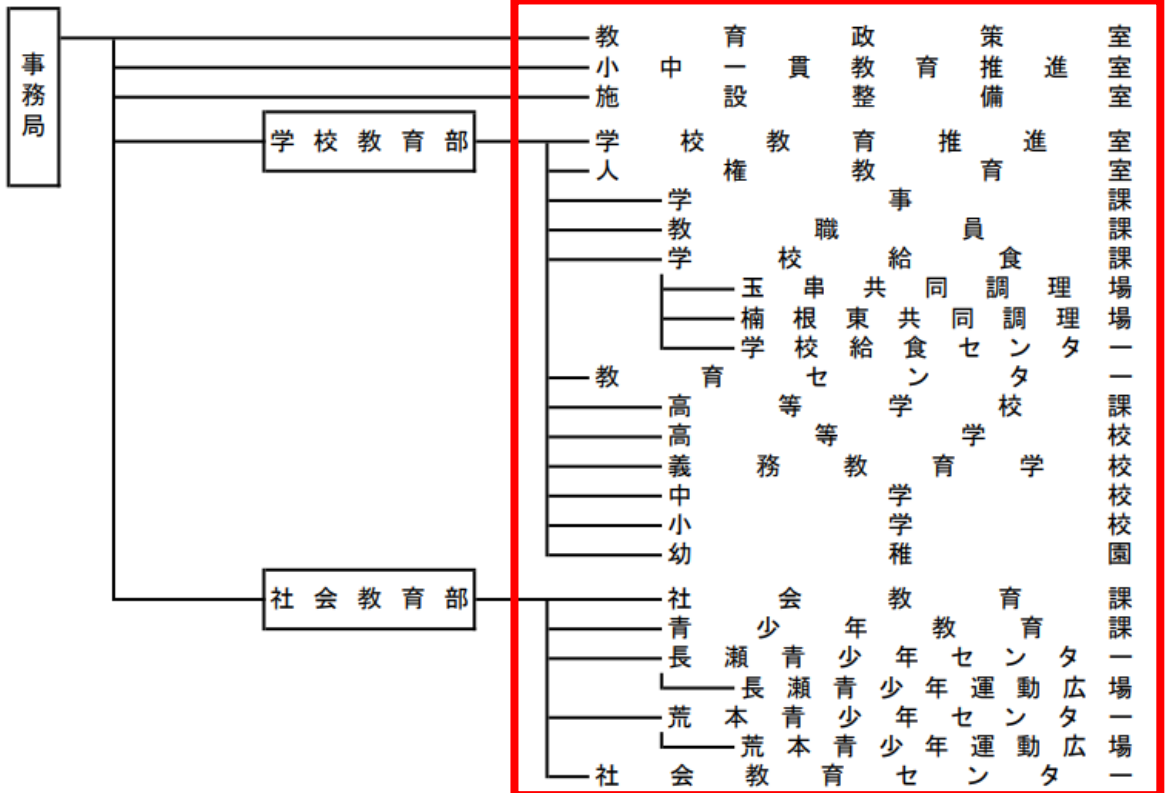 事務局
教育政策室
小中一貫教育推進室
施設整備室
学校教育部
学校教育推進室
人権教育室
学事課
教職員課
学校給食課
玉串共同調理場
楠根東共同調理場
学校給食センター
教育センター
高等学校課
高等学校
義務教育学校
中学校
小学校
幼稚園
社会教育部
社会教育課
青少年教育課
長瀬青少年センター
長瀬青少年運動広場
荒本青少年センター
荒本青少年運動広場
社会教育センター